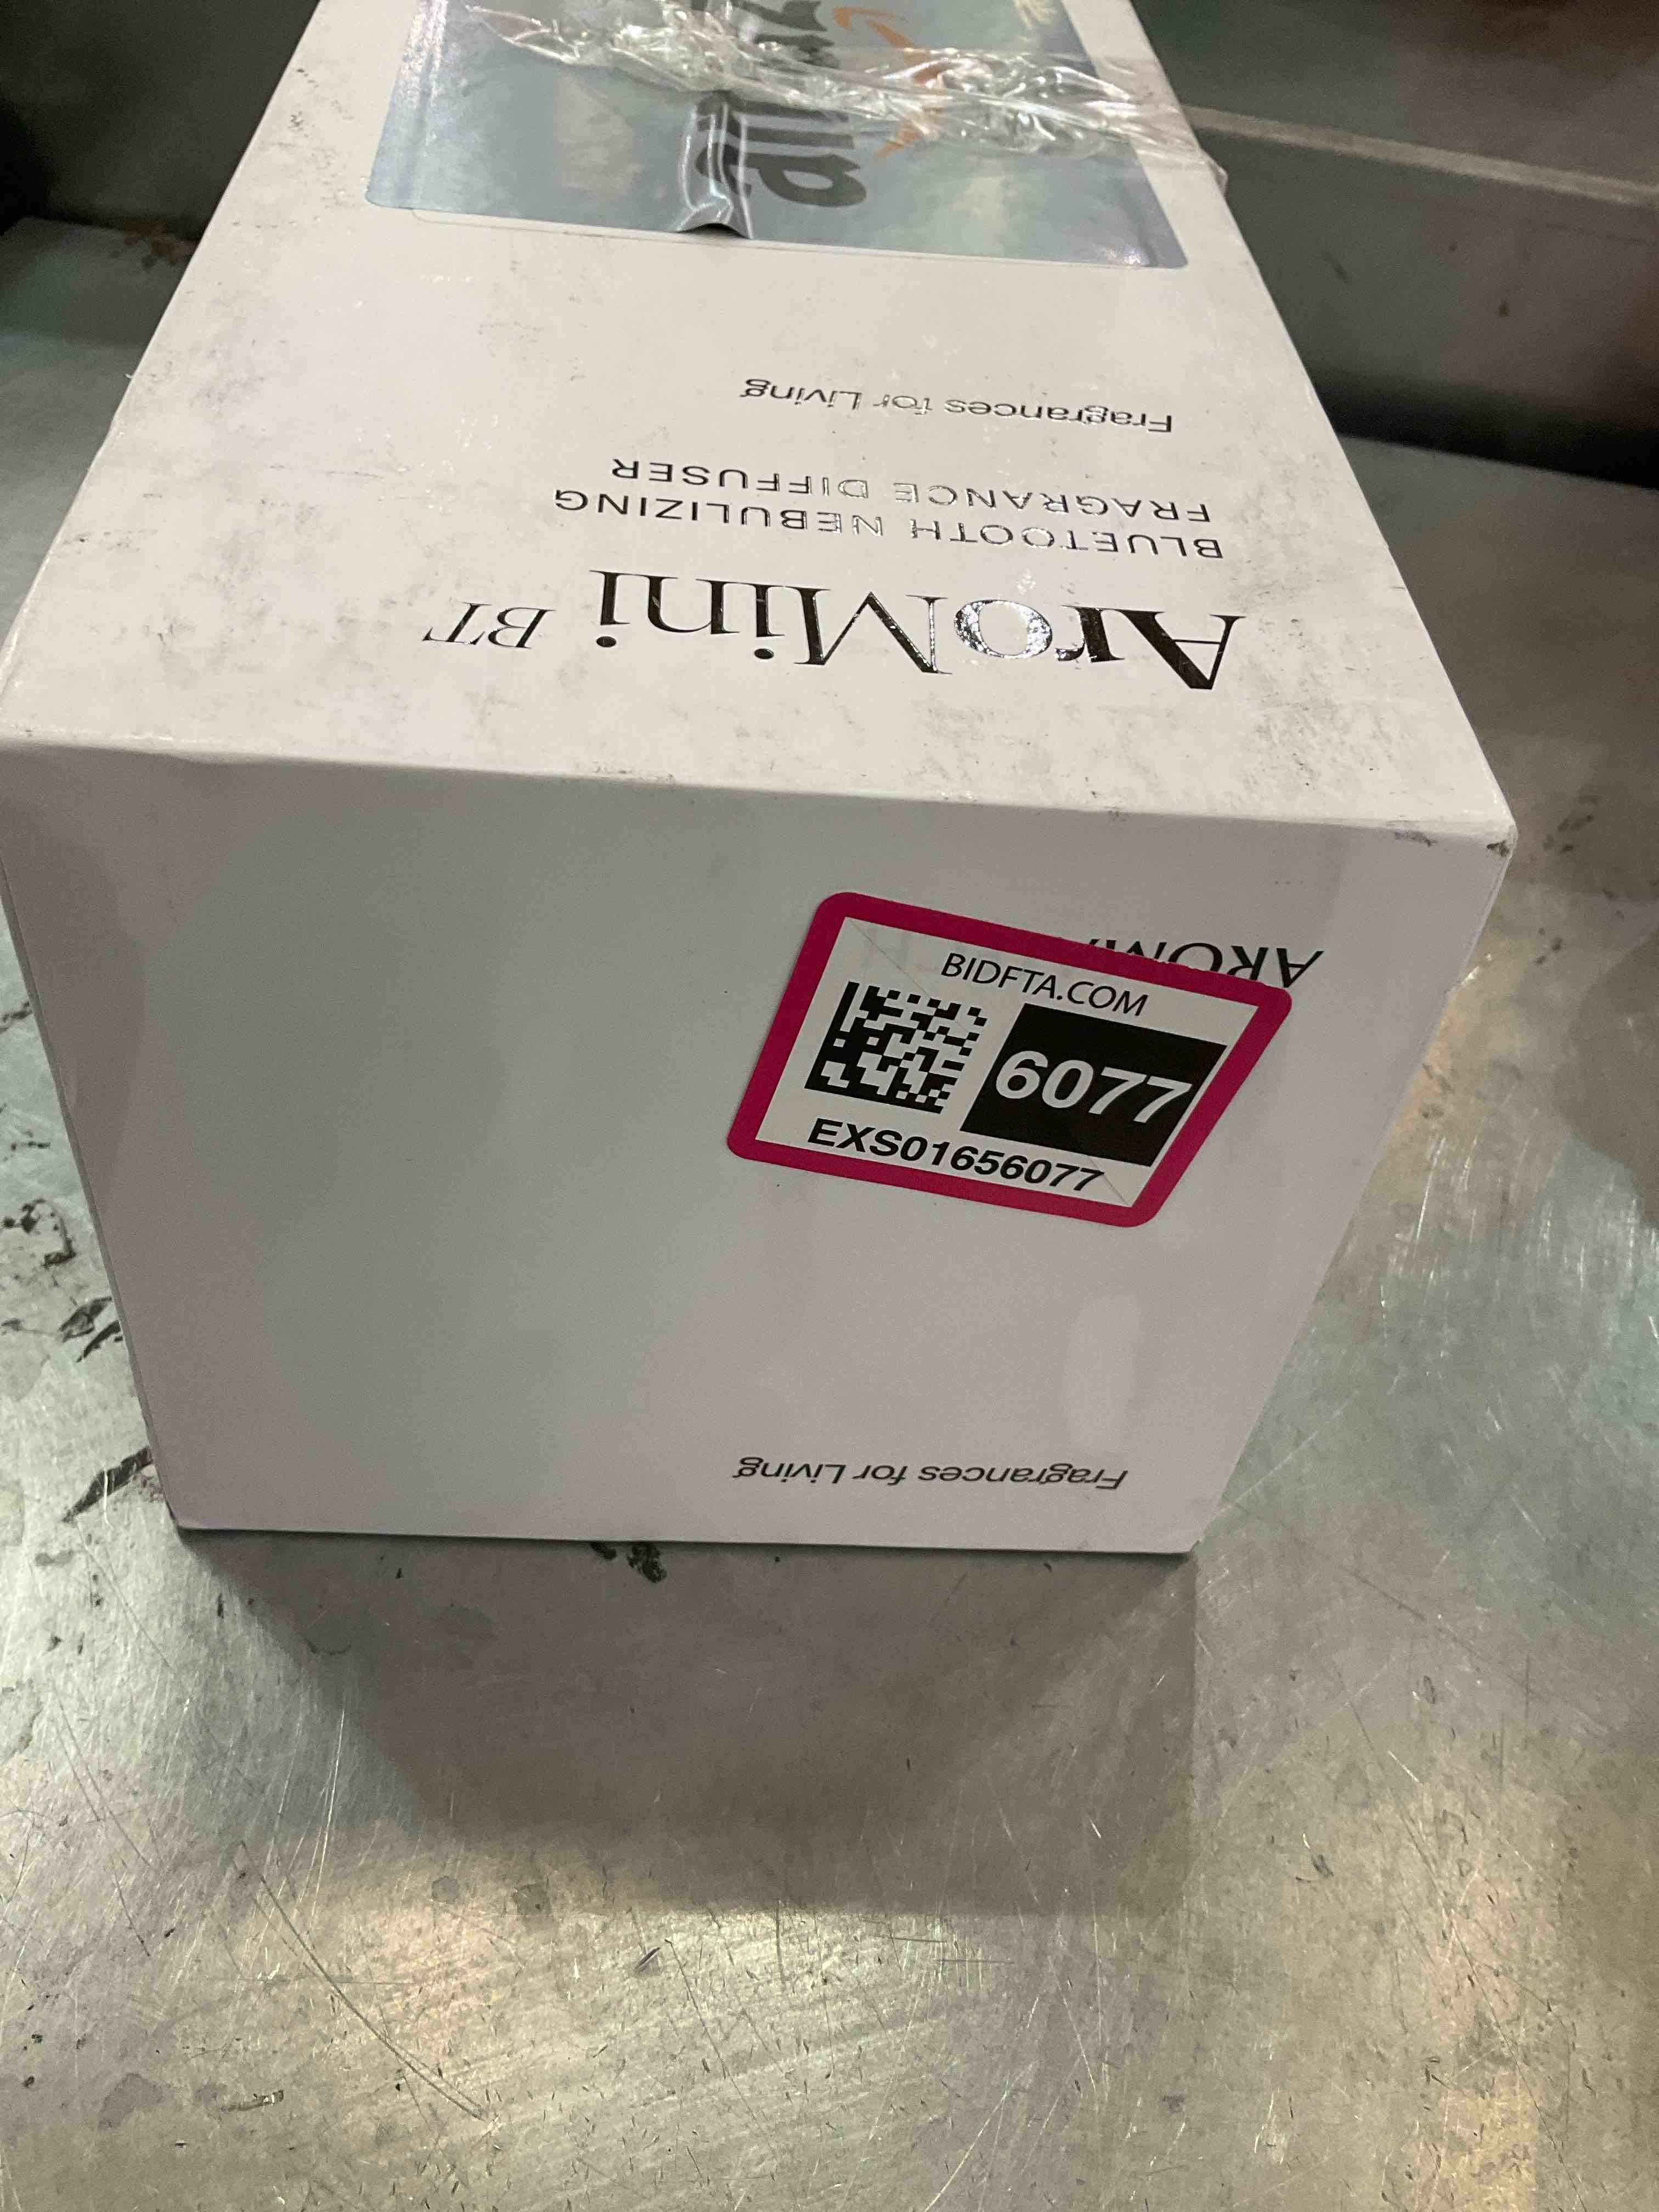 AroMini BT
BLUETOOTH NEBULIZING
FRAGRANCE DIFFUSER
Fragrances for Living
BIDFTA.COM
6077
EXS01656077
Fragrances for Living